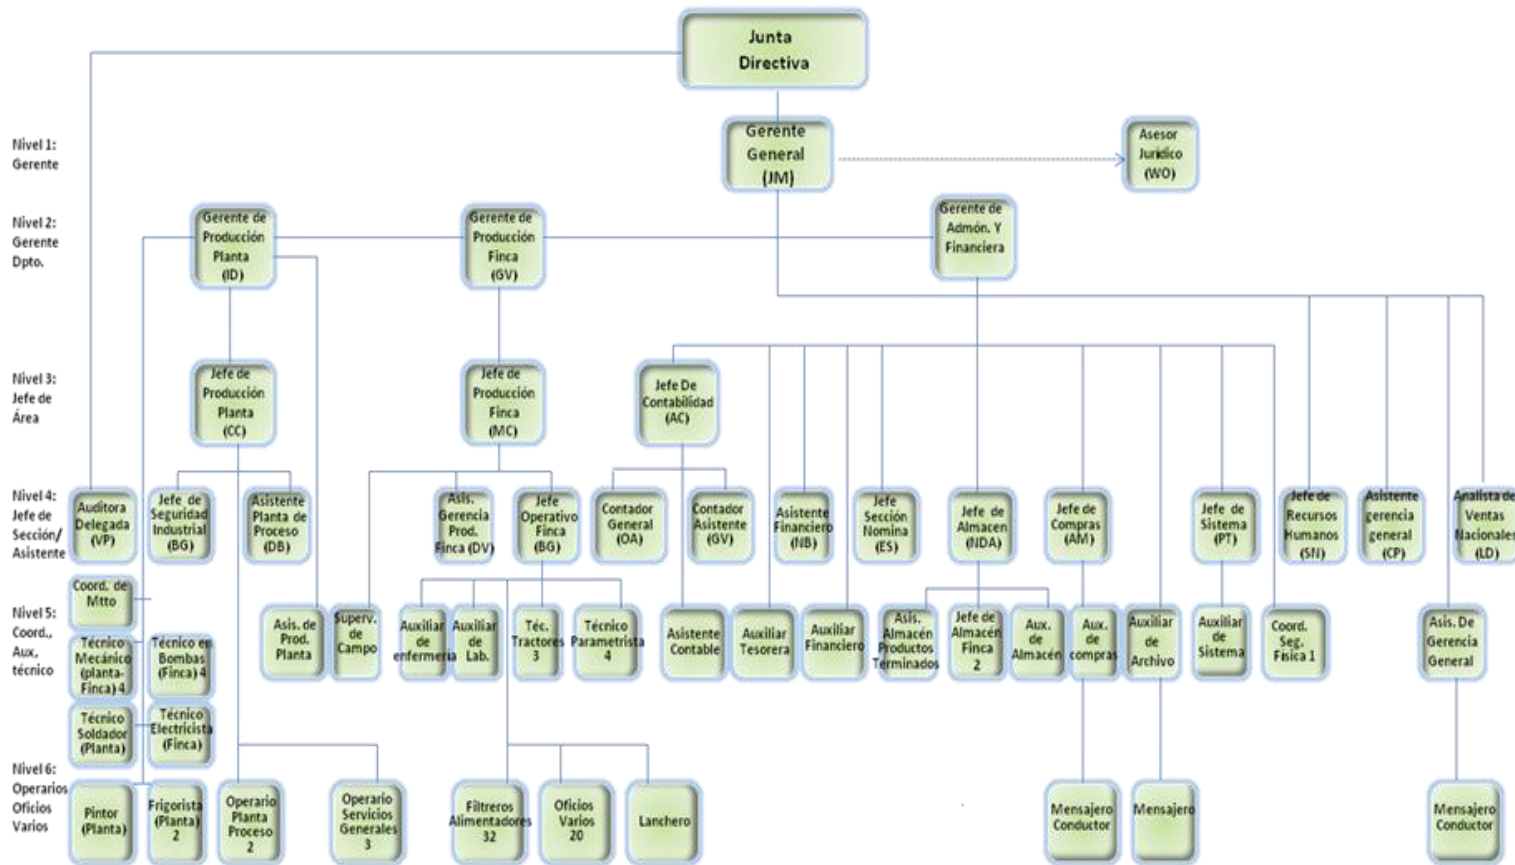 Junta
Directiva
Nivel 1:
Gerente
Gerente
General
(JM)
Asesor
Jurídico
(WO)
Nivel 2:
Gerente
Dpto.
Gerente de
Producción
Planta
(ID)
Gerente de
Producción
Finca
(GV)
Gerente de
Admón. Y
Financiera
Nivel 3:
Jefe de
Área
Jefe de
Producción
Planta
(CC)
Jefe de
Producción
Finca
(MC)
Jefe De
Contabilidad
(AC)
Nivel 4:
Jefe de
Sección/
Asistente
Auditora
Delegada
(VP)
Jefe de
Seguridad
Industrial
(BG)
Asistente
Planta de
Proceso
(DB)
Asis.
Gerencia
Prod.
Finca (DV)
Jefe
Operativo
Finca
(BG)
Contador
General
(OA)
Contador
Asistente
(GV)
Asistente
Financiero
(NB)
Jefe
Sección
Nomina
(ES)
Jefe de
Almacen
(NDA)
Jefe de
Compras
(AM)
Jefe de
Sistema
(PT)
Jefe de
Recursos
Humanos
(SN)
Asistente
gerencia
general
(CP)
Analista de
Ventas
Nacionales
(LD)
Nivel 5:
Coord.,
Aux,
técnico
Coord. de
Mtto
Técnico
Mecánico
(planta-
Finca) 4
Técnico en
Bombas
(Finca) 4
Técnico
Soldador
(Planta)
Técnico
Electricista
(Finca)
Asis. de
Prod.
Planta
Superv.
de
Campo
Auxiliar
de
enfermería
Auxiliar
de Lab.
Téc.
Tractores
3
Técnico
Parametrista
4
Asistente
Contable
Auxiliar
Tesorera
Auxiliar
Financiero
Asis.
Almacén
Productos
Terminados
Jefe de
Almacén
Finca
2
Aux. de
Almacén
Aux.
de
compras
Auxiliar
de
Archivo
Auxiliar
de
Sistema
Coord.
Seg.
Física 1
Asis. De
Gerencia
General
Nivel 6:
Operarios
Oficios
Varios
Pintor
(Planta)
Frigorista
(Planta)
2
Operario
Planta
Proceso
2
Operario
Servicios
Generales
3
Filtreros
Alimentadores
32
Oficios
Varios
20
Lanchero
Mensajero
Conductor
Mensajero
Mensajero
Conductor